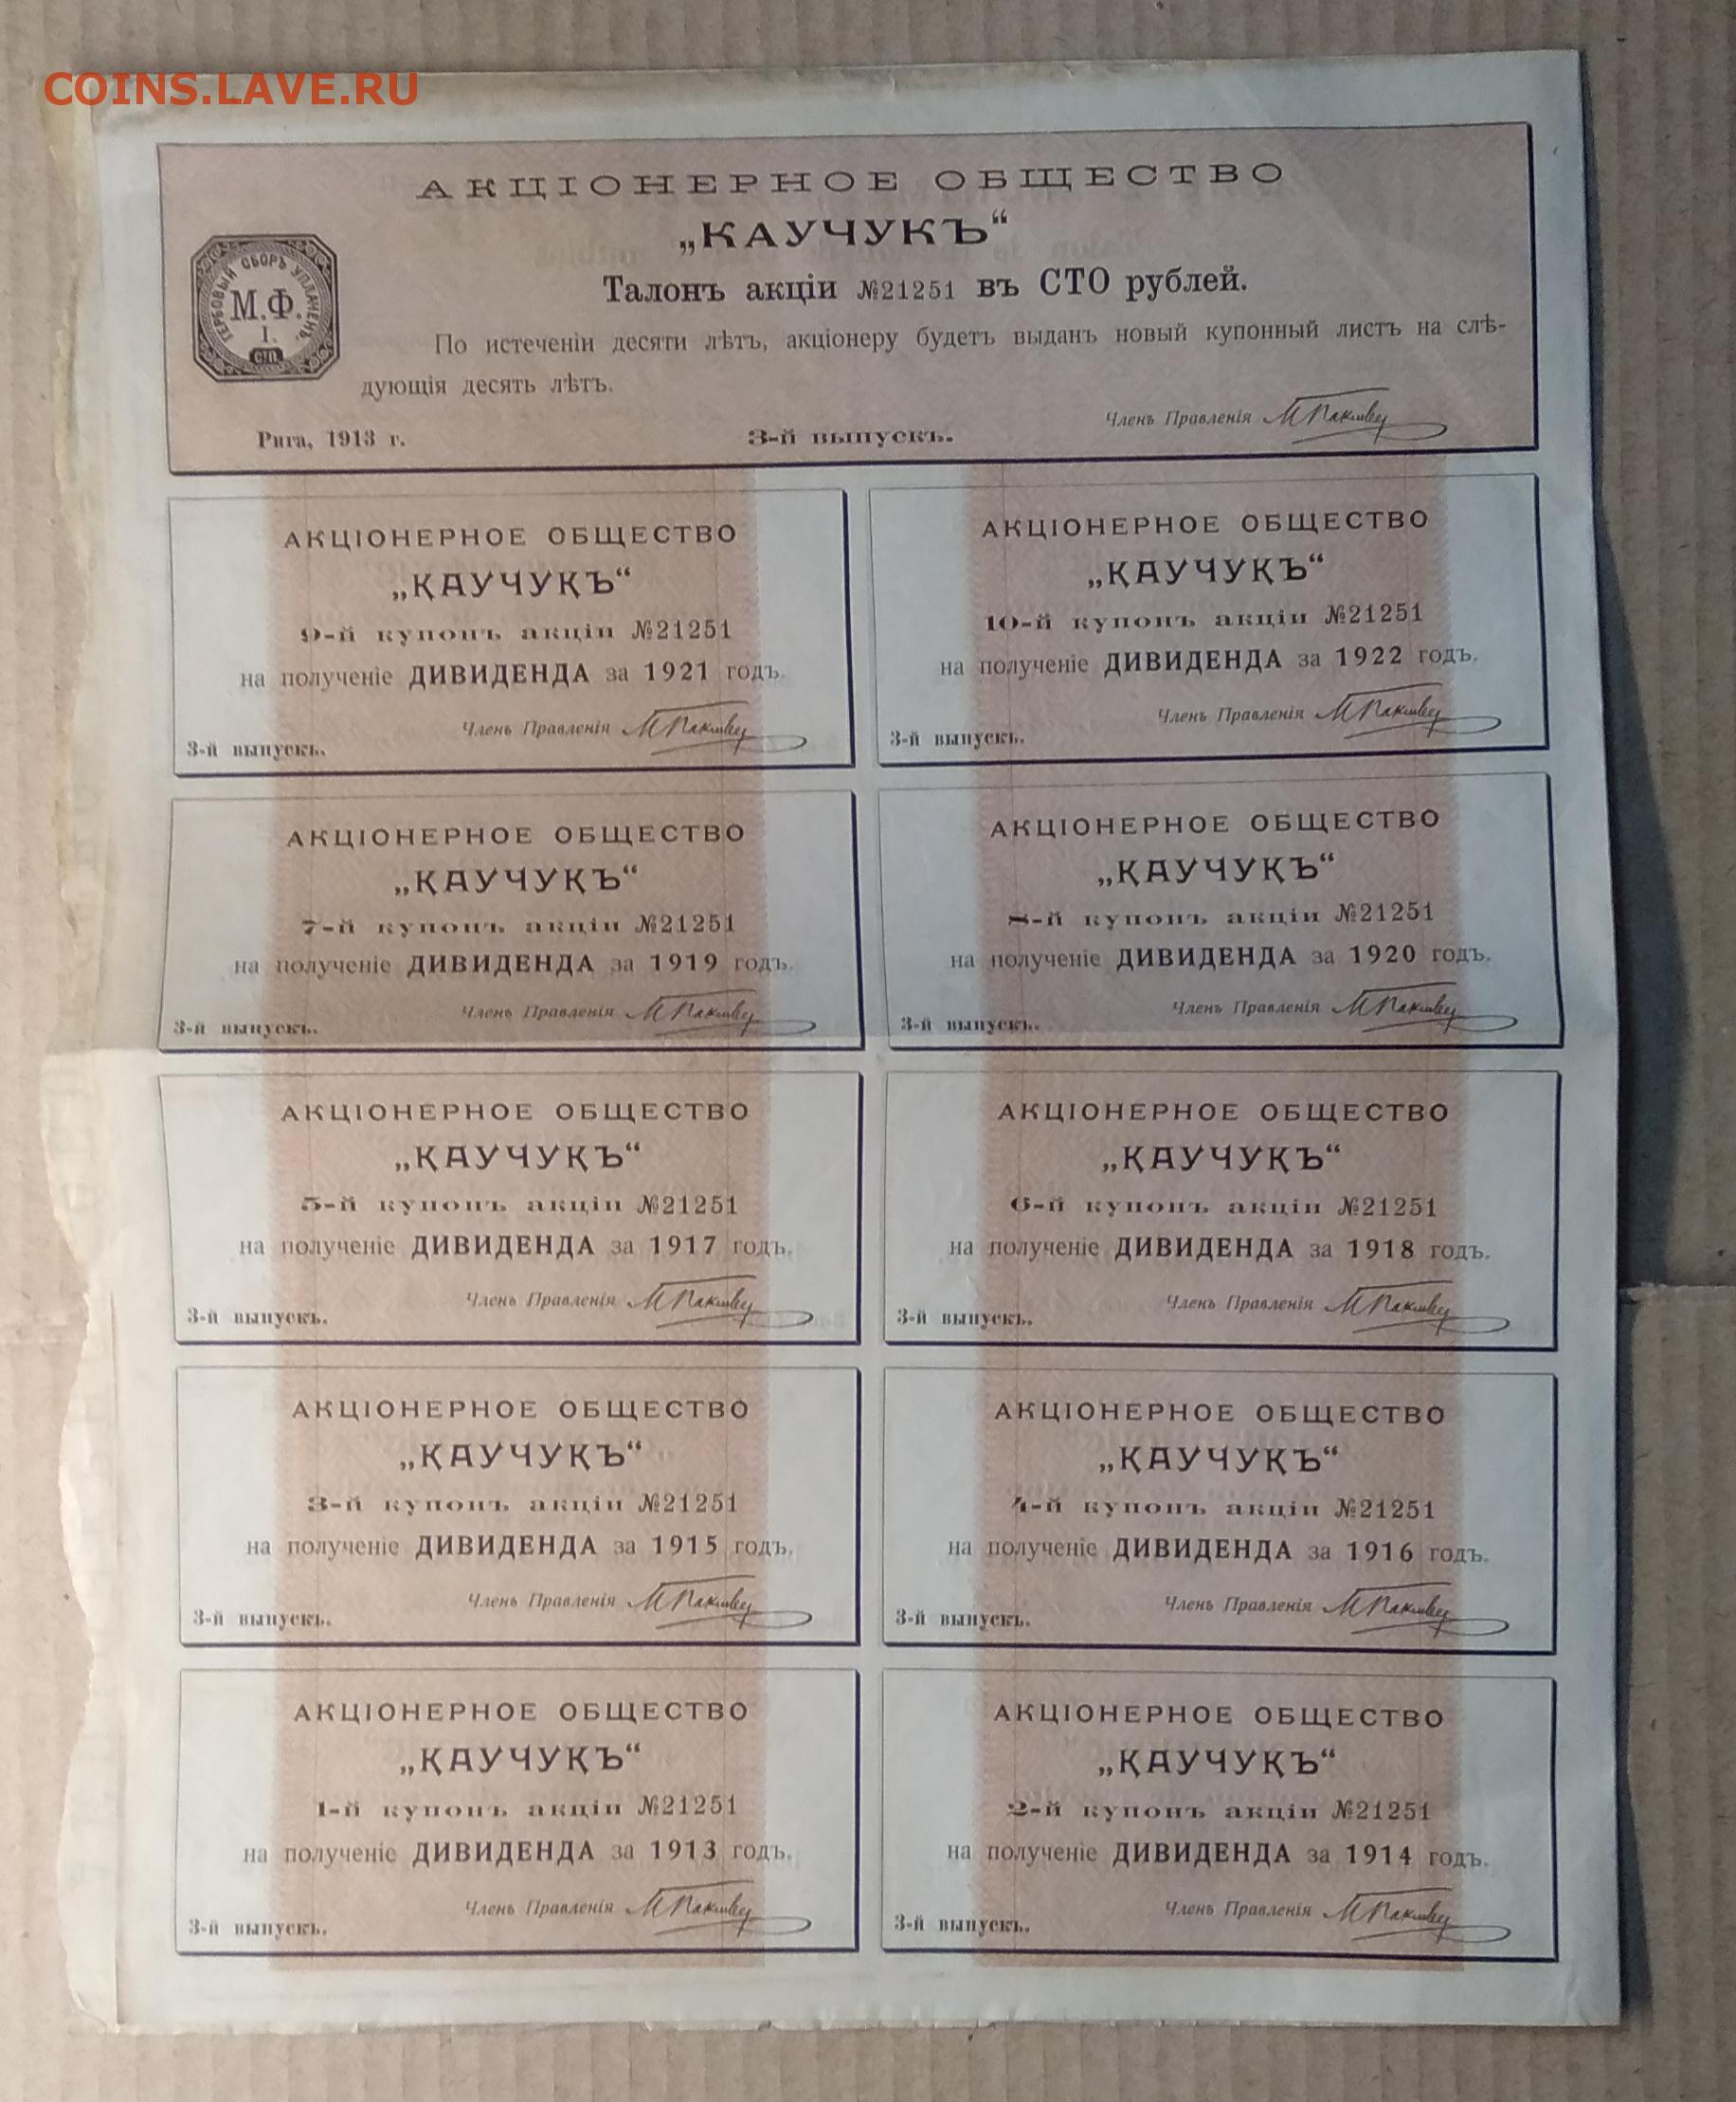 COINS.LAVE.RU
АКЦІОНЕРНОЕ ОБЩЕСТВО
„КАУЧУКЪ“
Талонъ акціи №21251 въ СТО рублей.
ГЕРБОВЫЙ СБОРЪ УПЛАЧЕНЪ.
М.Ф.
1.
СТП.
По истеченіи десяти лѣтъ, акціонеру будетъ выданъ новый купонный листъ на слѣ-
дующія десять лѣтъ.
Членъ Правленія
Рига, 1913 г.
3-й выпускъ.
АКЦІОНЕРНОЕ ОБЩЕСТВО
„КАУЧУКЪ“
9-й купонъ акціи №21251
на полученіе ДИВИДЕНДА за 1921 годъ.
Членъ Правленія
3-й выпускъ.
АКЦІОНЕРНОЕ ОБЩЕСТВО
„КАУЧУКЪ“
10-й купонъ акціи №21251
на полученіе ДИВИДЕНДА за 1922 годъ.
Членъ Правленія
3-й выпускъ.
АКЦІОНЕРНОЕ ОБЩЕСТВО
„КАУЧУКЪ“
7-й купонъ акціи №21251
на полученіе ДИВИДЕНДА за 1919 годъ.
Членъ Правленія
3-й выпускъ.
АКЦІОНЕРНОЕ ОБЩЕСТВО
„КАУЧУКЪ“
8-й купонъ акціи №21251
на полученіе ДИВИДЕНДА за 1920 годъ.
Членъ Правленія
3-й выпускъ.
АКЦІОНЕРНОЕ ОБЩЕСТВО
„КАУЧУКЪ“
5-й купонъ акціи №21251
на полученіе ДИВИДЕНДА за 1917 годъ.
Членъ Правленія
3-й выпускъ.
АКЦІОНЕРНОЕ ОБЩЕСТВО
„КАУЧУКЪ“
6-й купонъ акціи №21251
на полученіе ДИВИДЕНДА за 1918 годъ.
Членъ Правленія
3-й выпускъ.
АКЦІОНЕРНОЕ ОБЩЕСТВО
„КАУЧУКЪ“
3-й купонъ акціи №21251
на полученіе ДИВИДЕНДА за 1915 годъ.
Членъ Правленія
3-й выпускъ.
АКЦІОНЕРНОЕ ОБЩЕСТВО
„КАУЧУКЪ“
4-й купонъ акціи №21251
на полученіе ДИВИДЕНДА за 1916 годъ.
Членъ Правленія
3-й выпускъ.
АКЦІОНЕРНОЕ ОБЩЕСТВО
„КАУЧУКЪ“
1-й купонъ акціи №21251
на полученіе ДИВИДЕНДА за 1913 годъ.
Членъ Правленія
3-й выпускъ.
АКЦІОНЕРНОЕ ОБЩЕСТВО
„КАУЧУКЪ“
2-й купонъ акціи №21251
на полученіе ДИВИДЕНДА за 1914 годъ.
Членъ Правленія
3-й выпускъ.